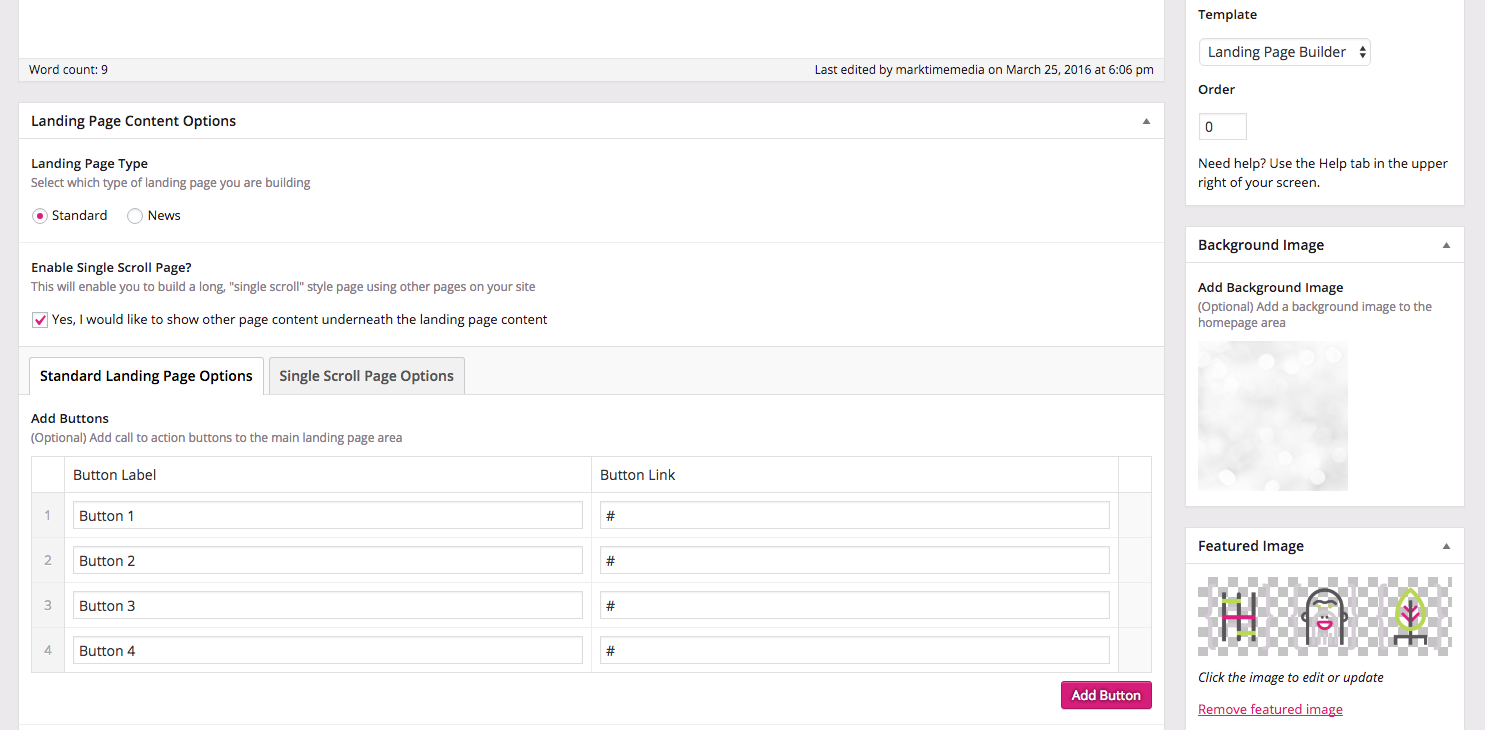 Word count: 9
Last edited by marktimemedia on March 25, 2016 at 6:06 pm
Landing Page Content Options
Landing Page Type
Select which type of landing page you are building
Standard
News
Enable Single Scroll Page?
This will enable you to build a long, "single scroll" style page using other pages on your site
Yes, I would like to show other page content underneath the landing page content
Standard Landing Page Options
Single Scroll Page Options
Add Buttons
(Optional) Add call to action buttons to the main landing page area
Button Label
Button Link
1
Button 1
#
2
Button 2
#
3
Button 3
#
4
Button 4
#
Add Button
Template
Landing Page Builder
Order
0
Need help? Use the Help tab in the upper
right of your screen.
Background Image
Add Background Image
(Optional) Add a background image to the
homepage area
Featured Image
Click the image to edit or update
Remove featured image